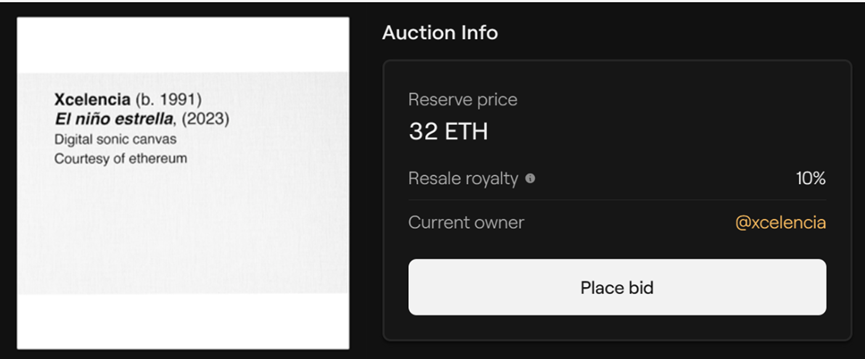 Xcelencia (b. 1991)
El niño estrella, (2023)
Digital sonic canvas
Courtesy of ethereum
Auction Info
Reserve price
32 ETH
Resale royalty
10%
Current owner
@xcelencia
Place bid